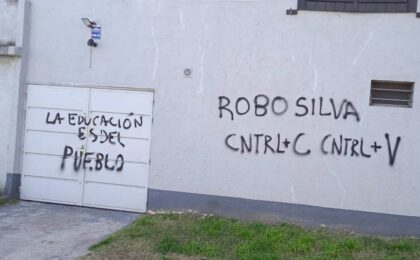 LA EDUCACIÓN
ES DEL
PUEBLO
ROBO SILVA
CNTRL+C CNTRL+V